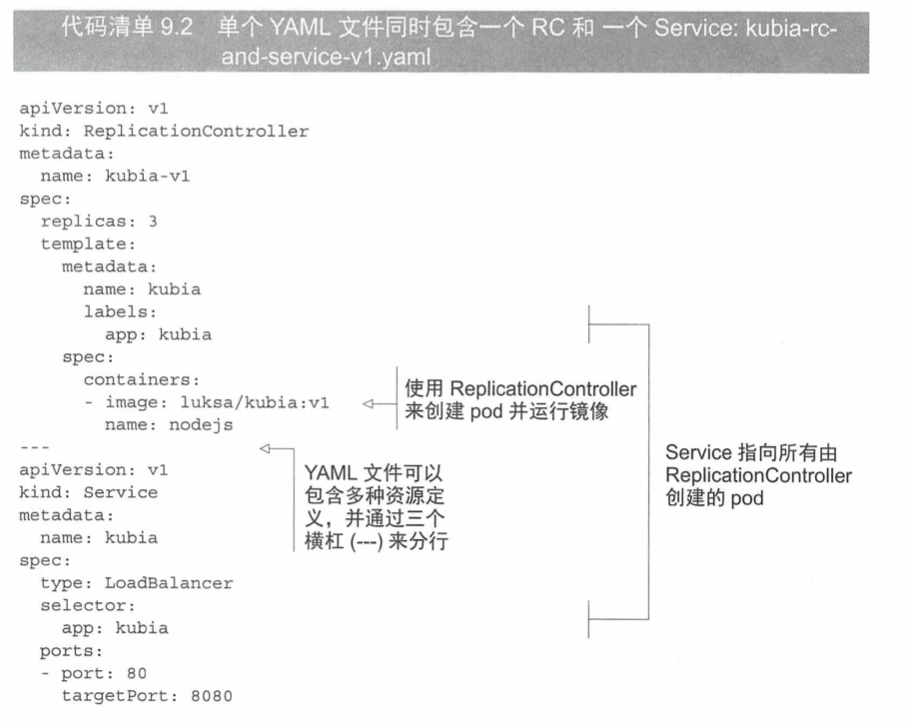 代码清单 9.2 单个 YAML 文件同时包含一个 RC 和 一个 Service: kubia-rc-
and-service-v1.yaml
apiVersion: v1
kind: ReplicationController
metadata:
  name: kubia-v1
spec:
  replicas: 3
  template:
    metadata:
      name: kubia
      labels:
        app: kubia
    spec:
      containers:
      - image: luksa/kubia:v1
        name: nodejs
---
apiVersion: v1
kind: Service
metadata:
  name: kubia
spec:
  type: LoadBalancer
  selector:
    app: kubia
  ports:
  - port: 80
    targetPort: 8080
使用 ReplicationController
来创建 pod 并运行镜像
YAML 文件可以
包含多种资源定
义，并通过三个
横杠 (---) 来分行
Service 指向所有由
ReplicationController
创建的 pod